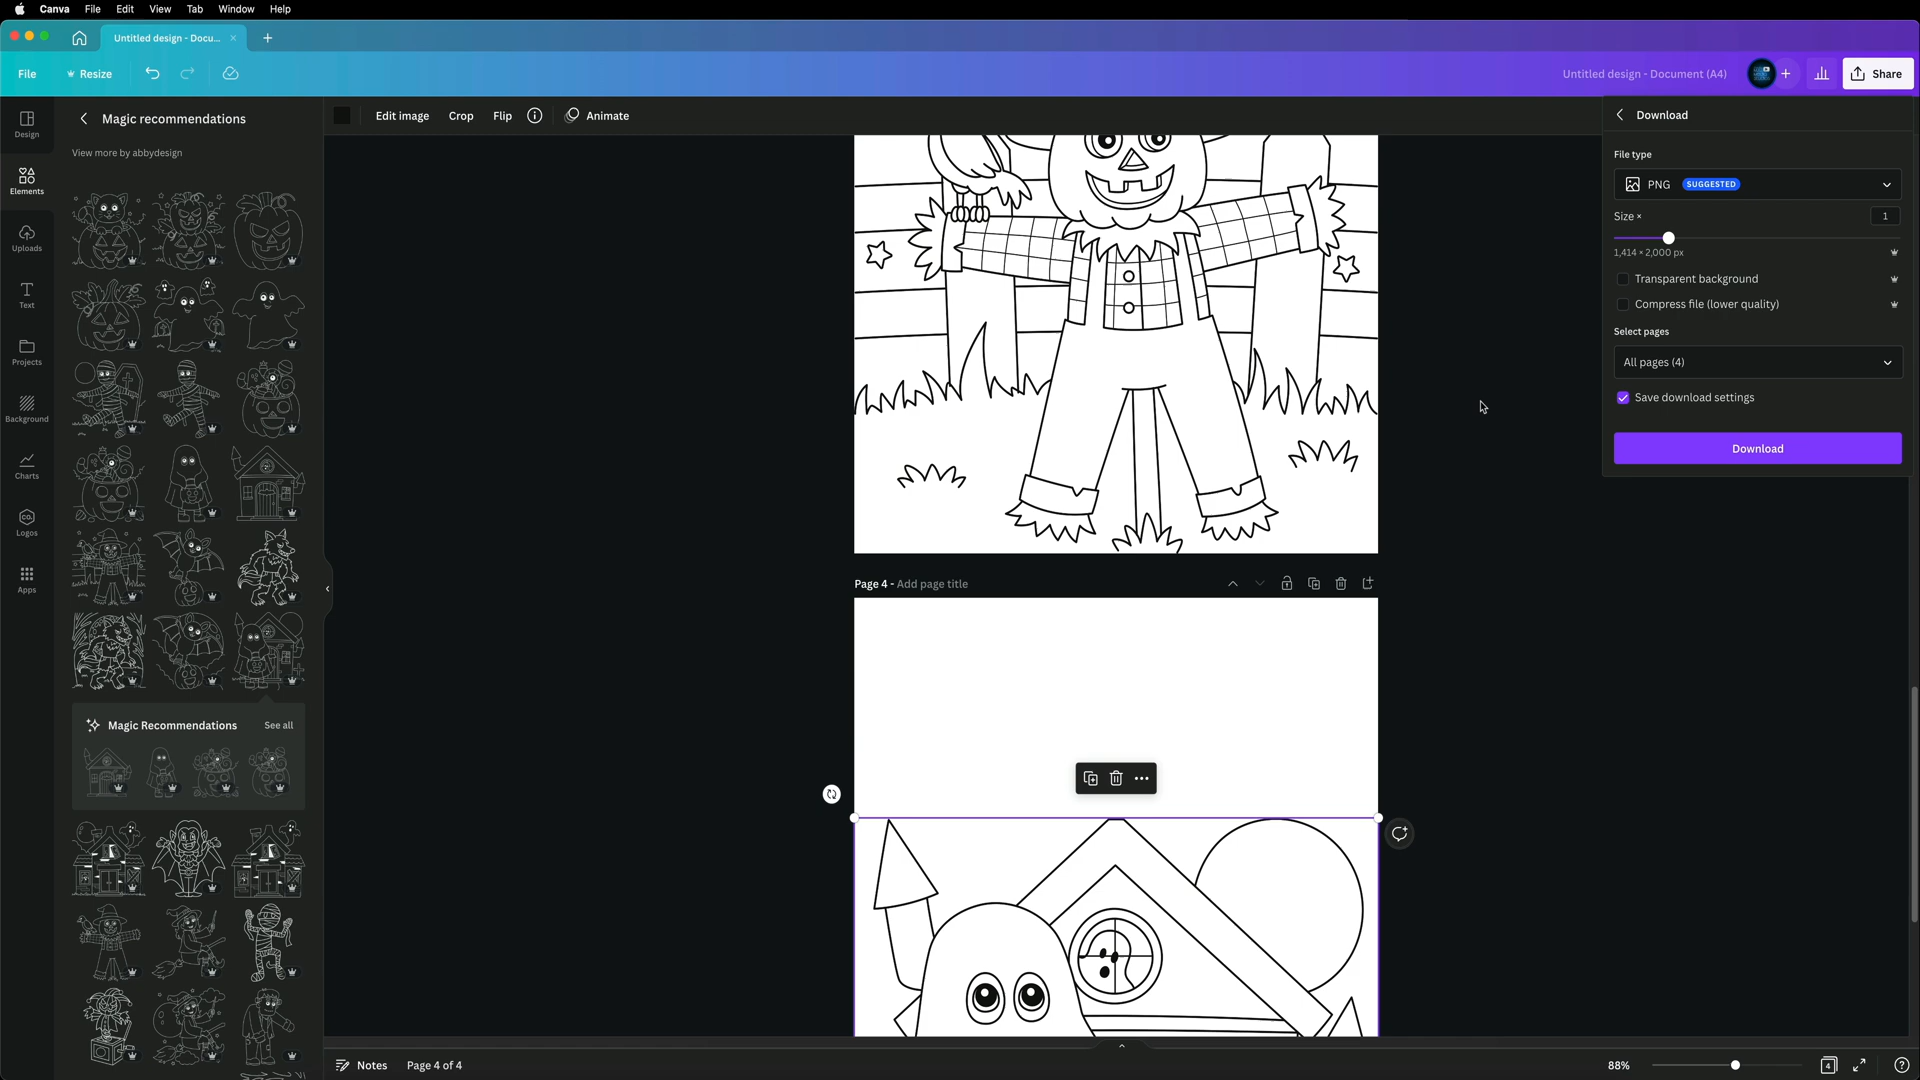 Canva File Edit View Tab Window Help
Untitled design - Docu...
File Resize Untitled design - Document (A4) Share
Magic recommendations
View more by abbydesign
Design
Elements
Uploads
Text
Projects
Background
Charts
CO.
Logos
Apps
Magic Recommendations See all
Edit image Crop Flip Animate
Page 4 - Add page title
Download
File type
PNG SUGGESTED
Size × 1
1,414 × 2,000 px
Transparent background
Compress file (lower quality)
Select pages
All pages (4)
Save download settings
Download
Notes Page 4 of 4 88% 4 ?